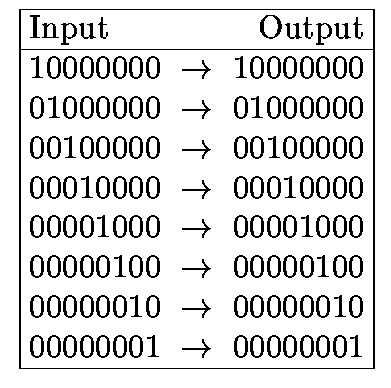 Input Output
10000000 → 10000000
01000000 → 01000000
00100000 → 00100000
00010000 → 00010000
00001000 → 00001000
00000100 → 00000100
00000010 → 00000010
00000001 → 00000001